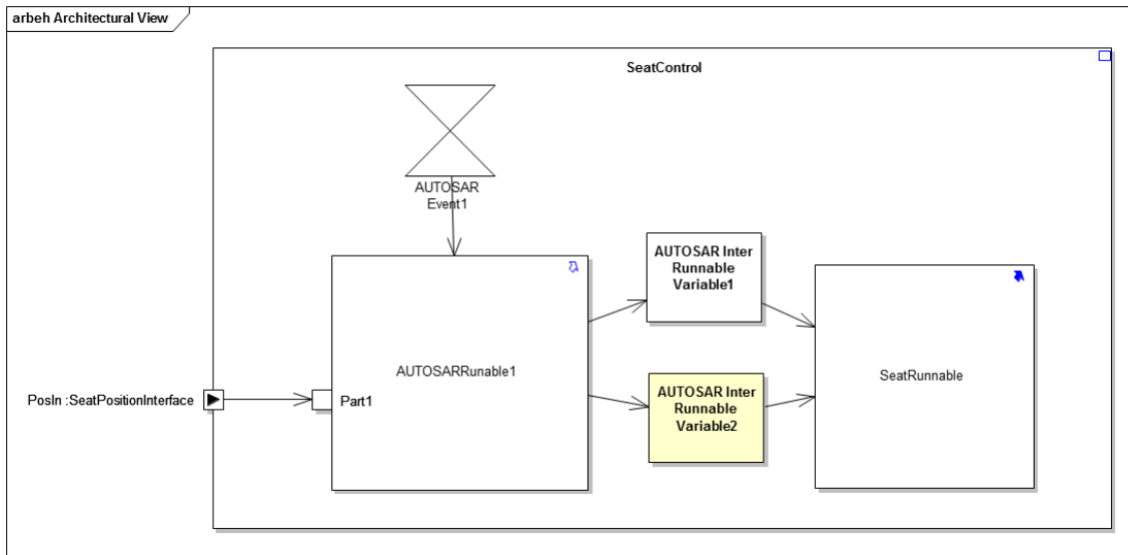 arbeh Architectural View
SeatControl
AUTOSAR
Event1
AUTOSAR Inter
Runnable
Variable1
AUTOSARRunable1
SeatRunnable
PosIn :SeatPositionInterface
Part1
AUTOSAR Inter
Runnable
Variable2